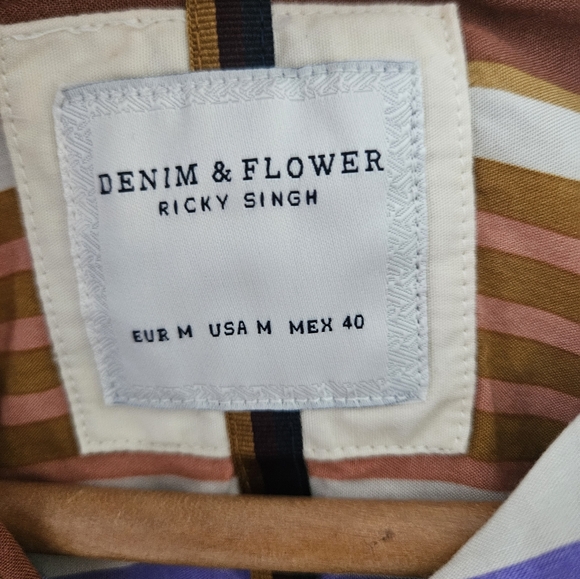 DENIM & FLOWER
RICKY SINGH
EUR M USA M MEX 40